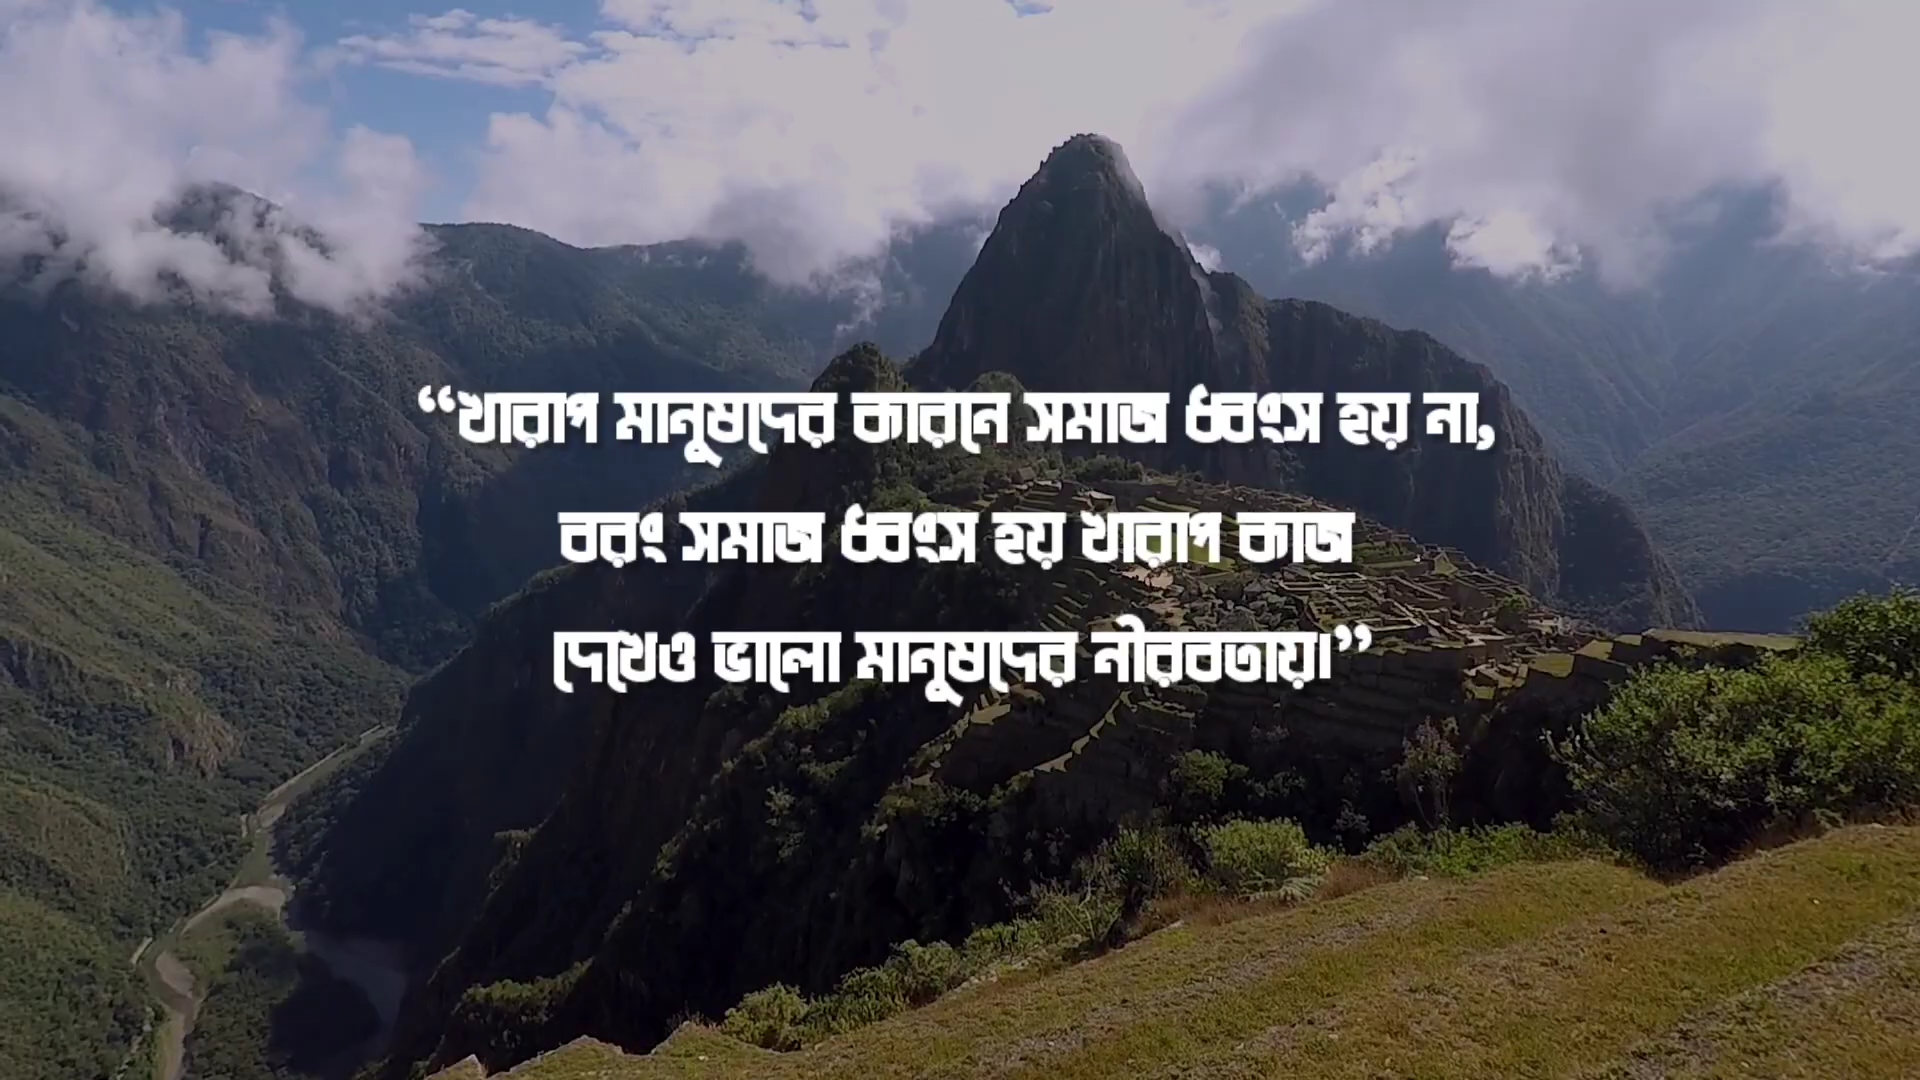 “খারাপ মানুষদের কারনে সমাজ ধ্বংস হয় না,
বরং সমাজ ধ্বংস হয় খারাপ কাজ
দেখেও ভালো মানুষদের নীরবতায়।”